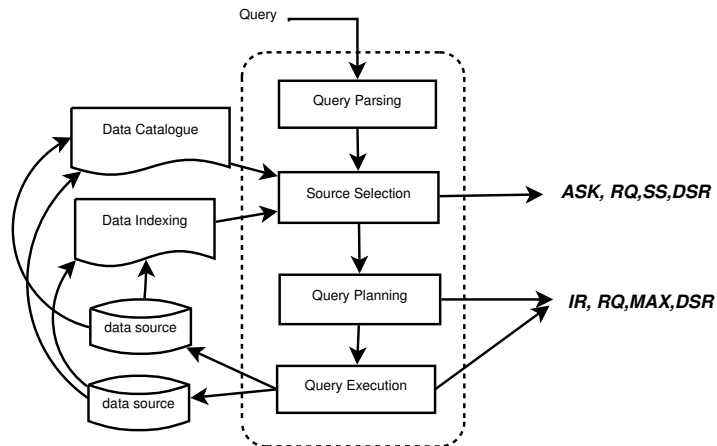 Query
Query Parsing
Data Catalogue
Source Selection
ASK, RQ,SS,DSR
Data Indexing
Query Planning
IR, RQ,MAX,DSR
data source
Query Execution
data source